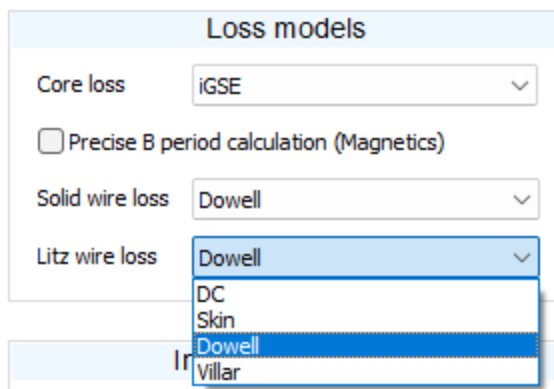 Loss models
Core loss iGSE
Precise B period calculation (Magnetics)
Solid wire loss Dowell
Litz wire loss Dowell
DC
Skin
Dowell
Villar